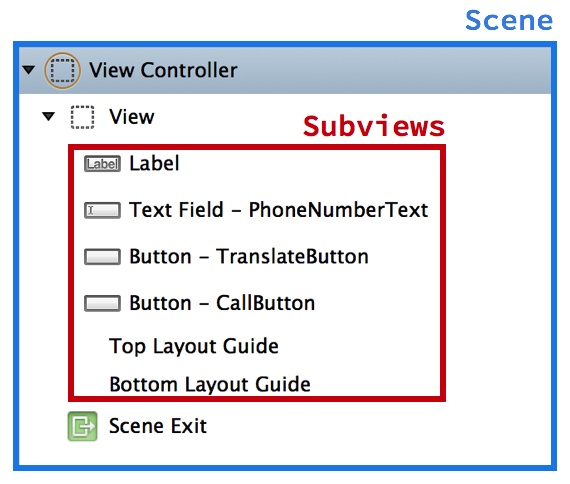 Scene
View Controller
View
Subviews
Label Label
Text Field – PhoneNumberText
Button – TranslateButton
Button – CallButton
Top Layout Guide
Bottom Layout Guide
Scene Exit